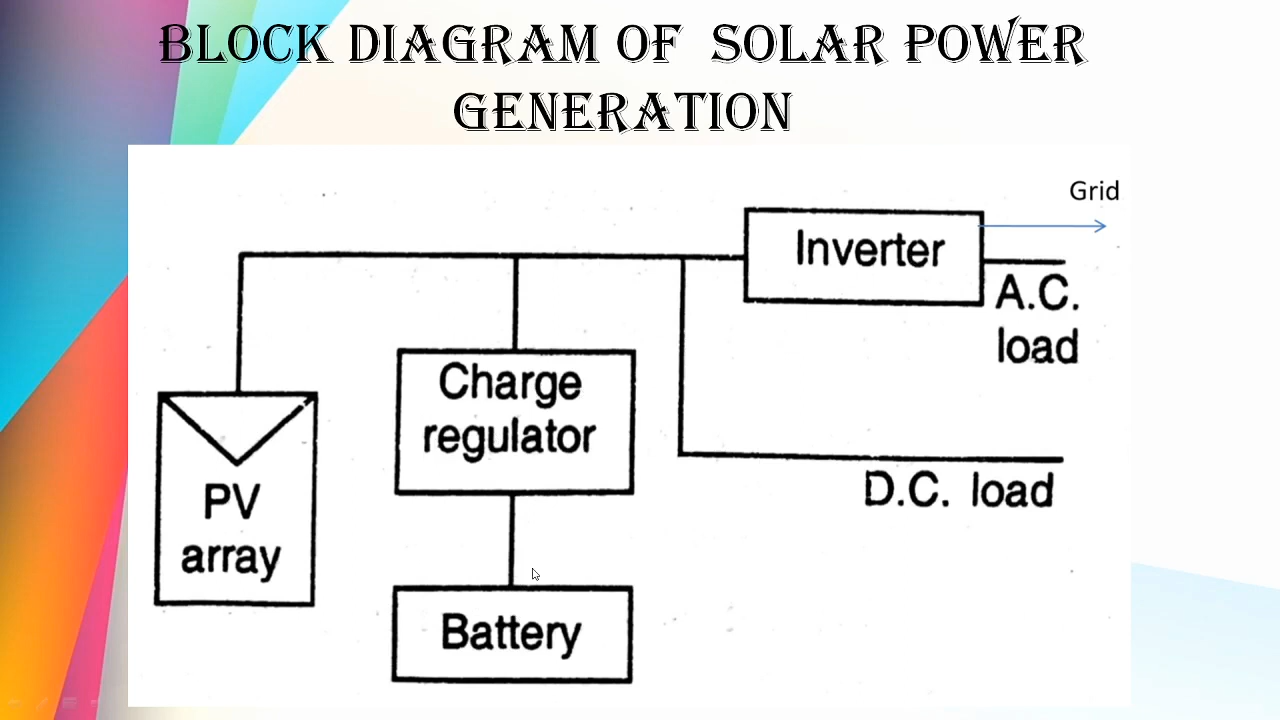 BLOCK DIAGRAM OF SOLAR POWER
GENERATION
Grid
Inverter
A.C.
load
Charge
regulator
D.C. load
PV
array
Battery